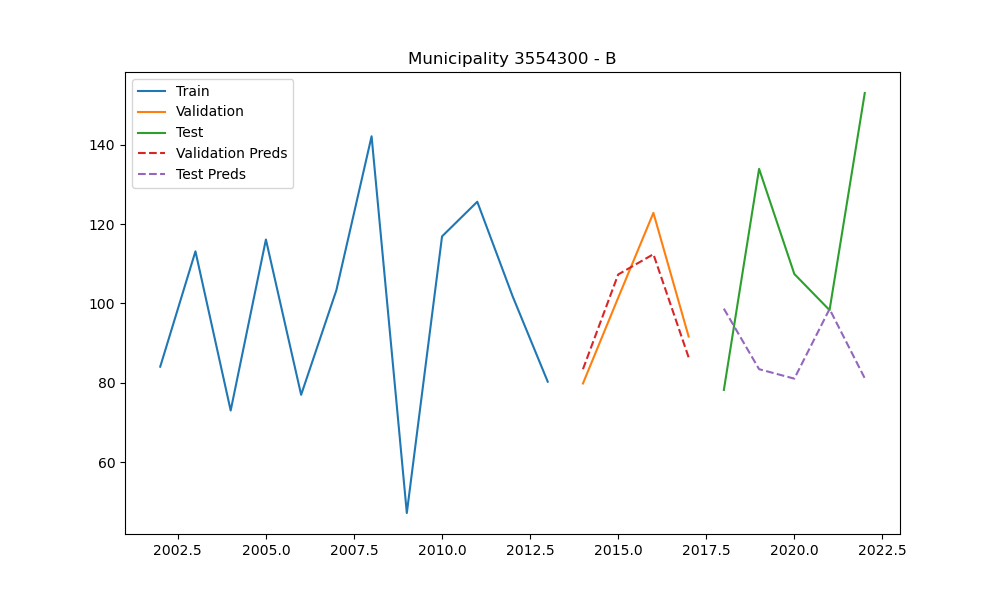 Municipality 3554300 - B
Train
Validation
Test
Validation Preds
Test Preds
140
120
100
80
60
2002.5 2005.0 2007.5 2010.0 2012.5 2015.0 2017.5 2020.0 2022.5